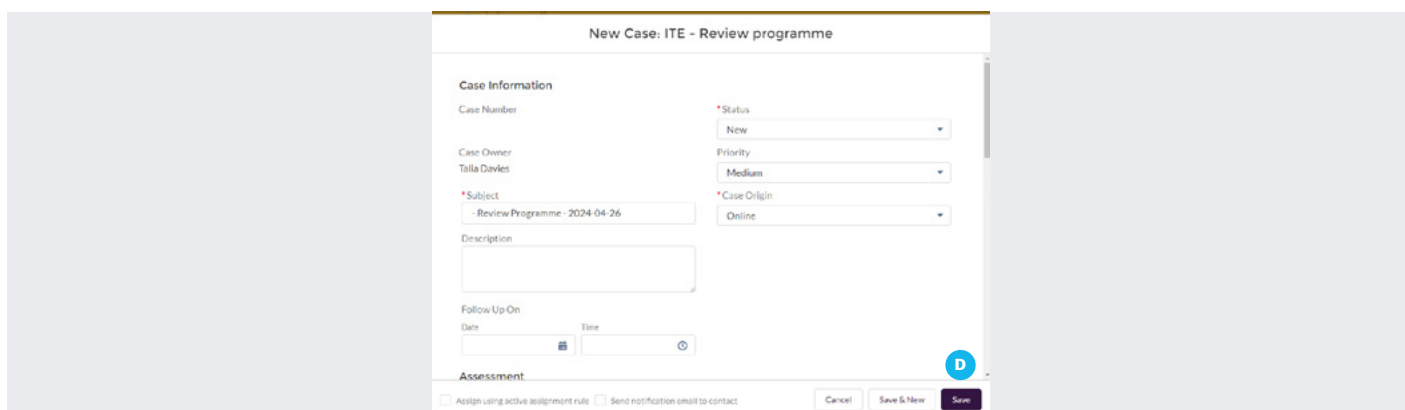 New Case: ITE - Review programme
Case Information
Case Number
*Status
New
Case Owner
Talia Davies
Priority
Medium
*Subject
- Review Programme - 2024-04-26
*Case Origin
Online
Description
Follow Up On
Date
Time
D
Assessment
Assign using active assignment rule
Send notification email to contact
Cancel
Save & New
Save